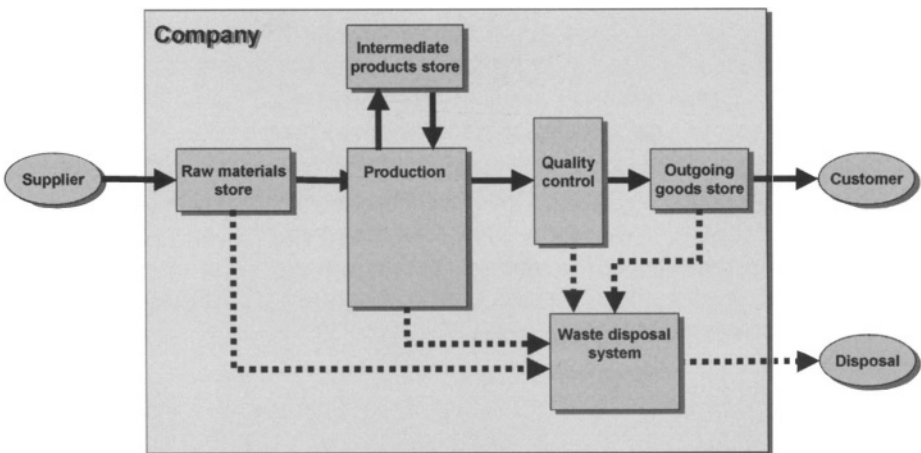 Company
Intermediate
products store
Supplier
Raw materials
store
Production
Quality
control
Outgoing
goods store
Customer
Waste disposal
system
Disposal